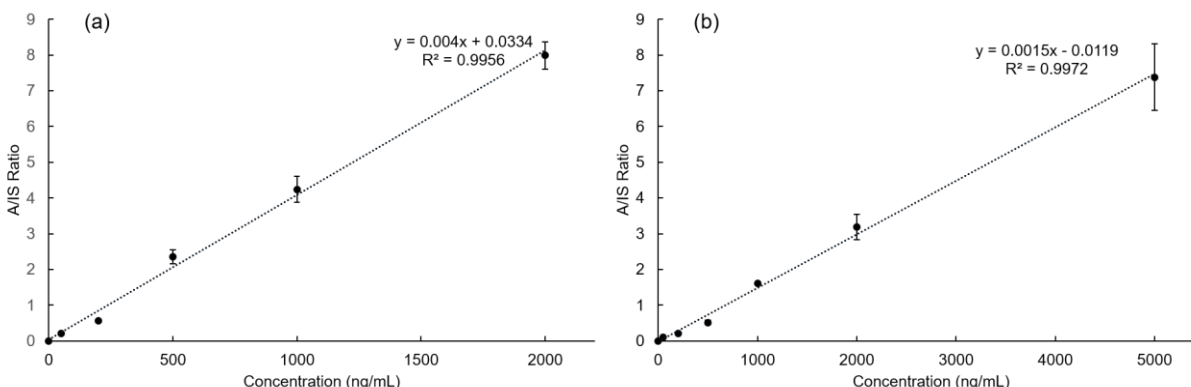 (a)
y = 0.004x + 0.0334
R² = 0.9956
9
8
7
6
5
4
3
2
1
0
A/IS Ratio
0 500 1000 1500 2000
Concentration (ng/mL)
(b)
y = 0.0015x - 0.0119
R² = 0.9972
9
8
7
6
5
4
3
2
1
0
A/IS Ratio
0 1000 2000 3000 4000 5000
Concentration (ng/mL)